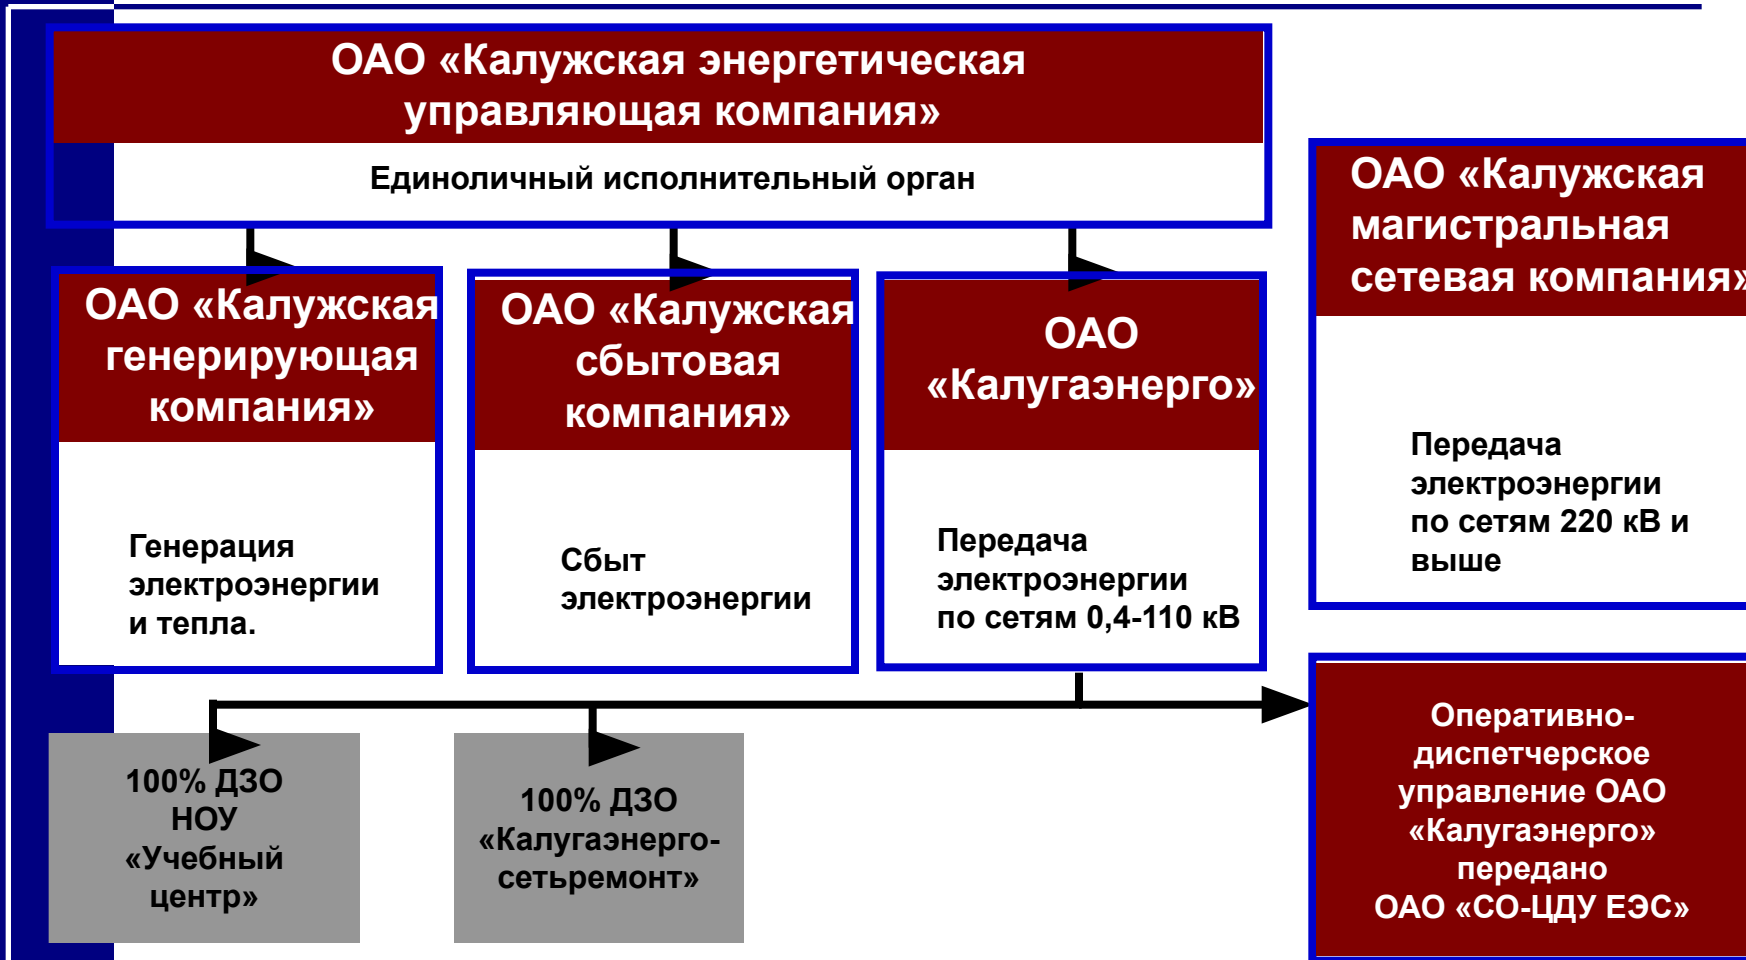 ОАО «Калужская энергетическая
управляющая компания»
Единоличный исполнительный орган
ОАО «Калужская
магистральная
сетевая компания»
Передача
электроэнергии
по сетям 220 кВ и
выше
ОАО «Калужская
генерирующая
компания»
Генерация
электроэнергии
и тепла.
ОАО «Калужская
сбытовая
компания»
Сбыт
электроэнергии
ОАО
«Калугаэнерго»
Передача
электроэнергии
по сетям 0,4-110 кВ
100% ДЗО
НОУ
«Учебный
центр»
100% ДЗО
«Калугаэнерго-
сетьремонт»
Оперативно-
диспетчерское
управление ОАО
«Калугаэнерго»
передано
ОАО «СО-ЦДУ ЕЭС»